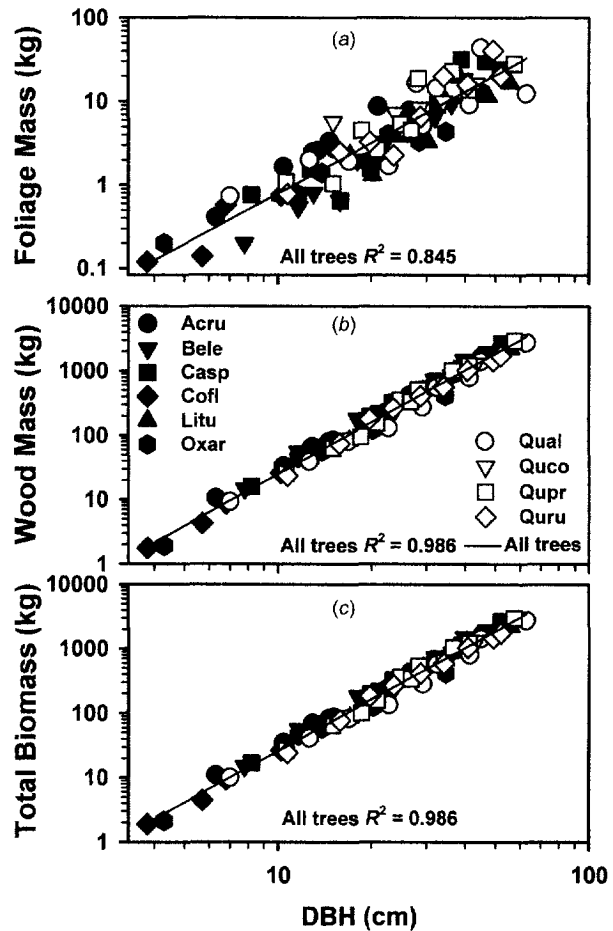 100
(a)
10
1
0.1
Foliage Mass (kg)
All trees R² = 0.845
10000
(b)
1000
100
10
1
Wood Mass (kg)
Acru
Bele
Casp
Cofl
Litu
Oxar
Qual
Quco
Qupr
Quru
All trees R² = 0.986
All trees
10000
(c)
1000
100
10
1
Total Biomass (kg)
All trees R² = 0.986
10
100
DBH (cm)